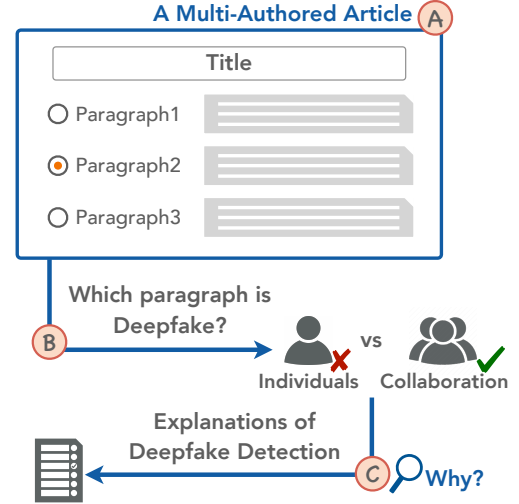 A Multi-Authored Article
A
Title
Paragraph1
Paragraph2
Paragraph3
Which paragraph is
Deepfake?
B
vs
Individuals
Collaboration
Explanations of
Deepfake Detection
C
Why?